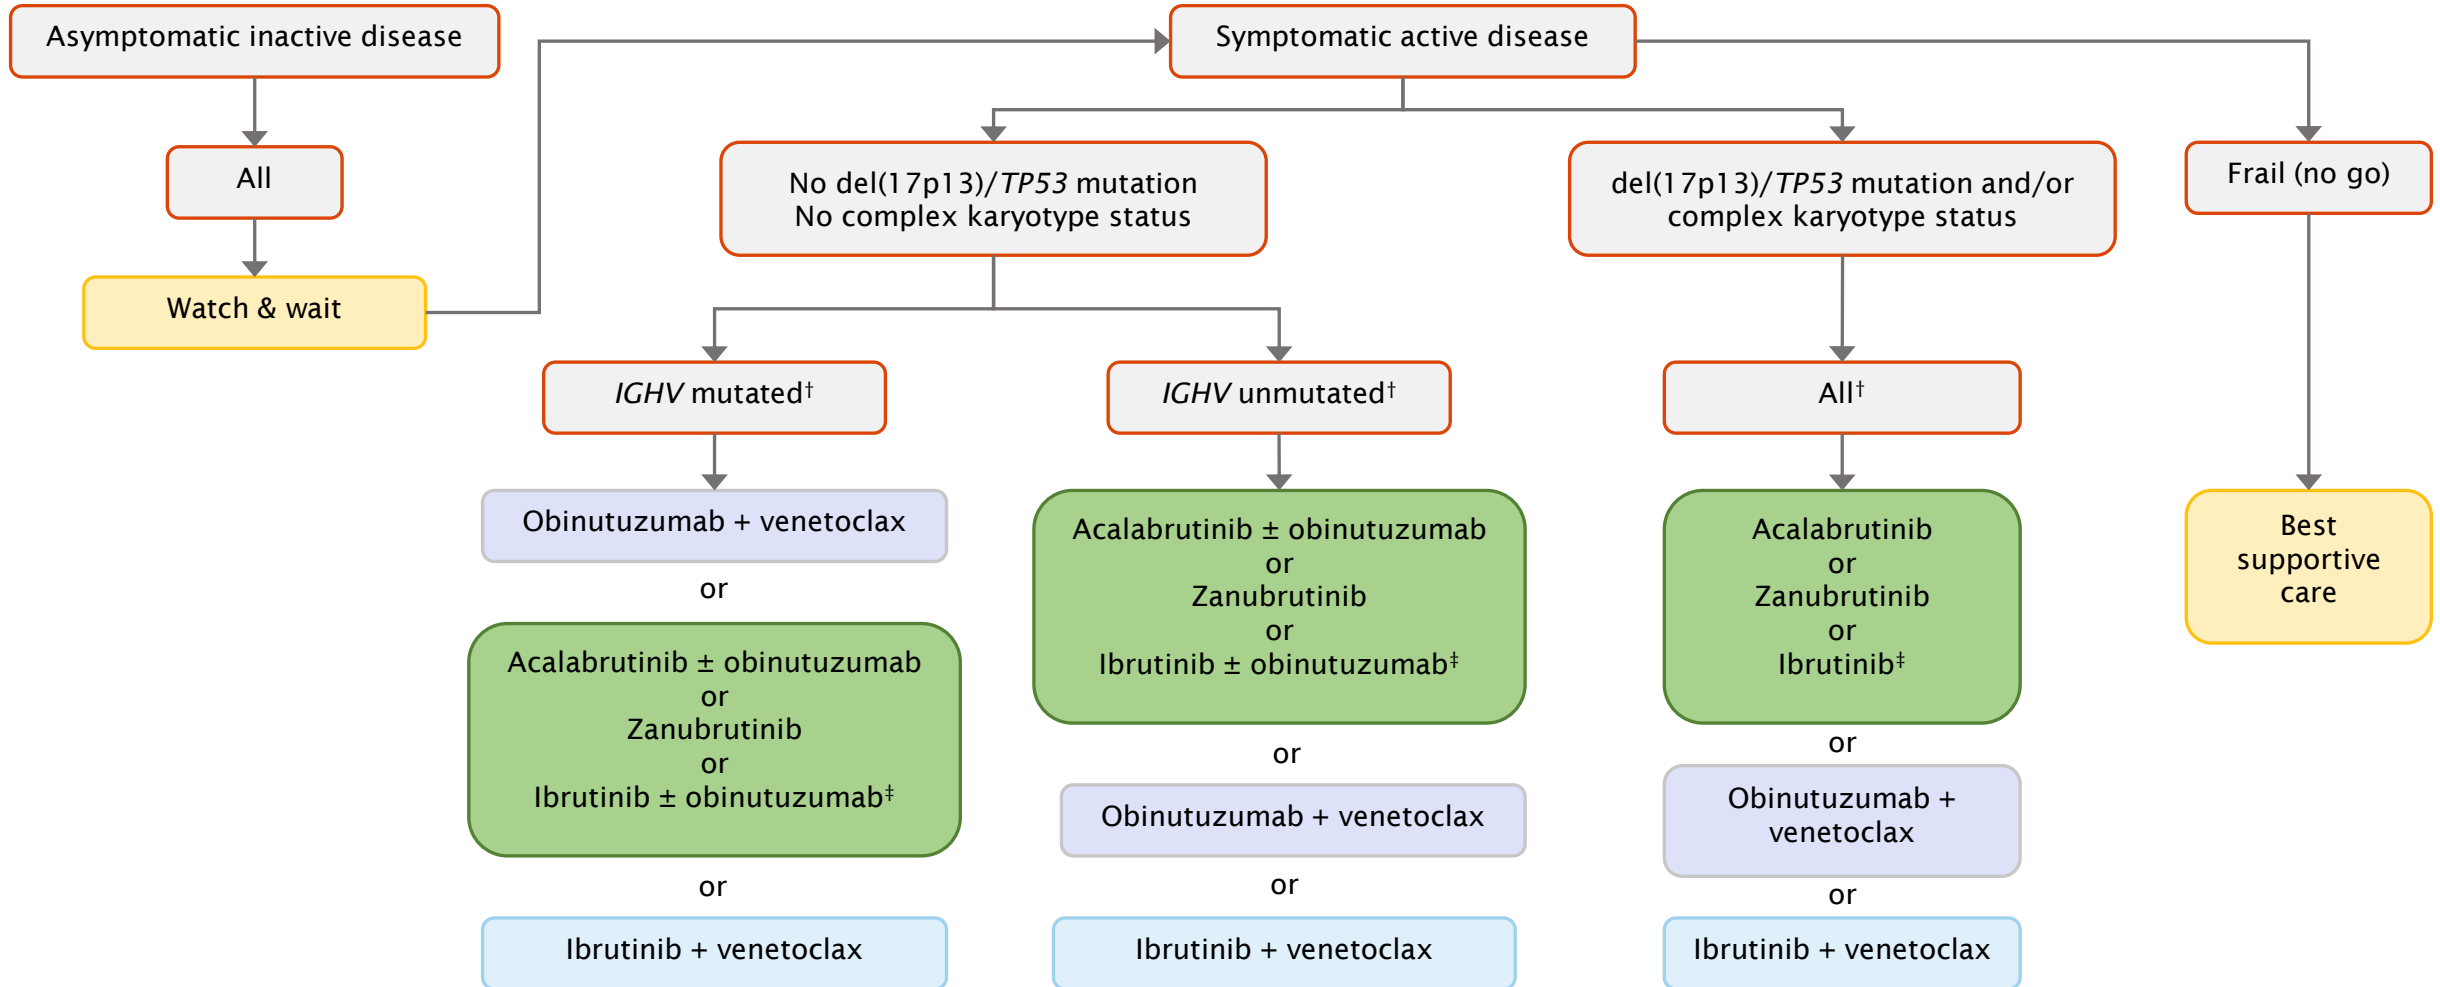 Asymptomatic inactive disease
All
Watch & wait
Symptomatic active disease
No del(17p13)/TP53 mutation
No complex karyotype status
IGHV mutated†
Obinutuzumab + venetoclax
or
Acalabrutinib ± obinutuzumab
or
Zanubrutinib
or
Ibrutinib ± obinutuzumab‡
or
Ibrutinib + venetoclax
IGHV unmutated†
Acalabrutinib ± obinutuzumab
or
Zanubrutinib
or
Ibrutinib ± obinutuzumab‡
or
Obinutuzumab + venetoclax
or
Ibrutinib + venetoclax
del(17p13)/TP53 mutation and/or
complex karyotype status
All†
Acalabrutinib
or
Zanubrutinib
or
Ibrutinib‡
or
Obinutuzumab +
venetoclax
or
Ibrutinib + venetoclax
Frail (no go)
Best
supportive
care